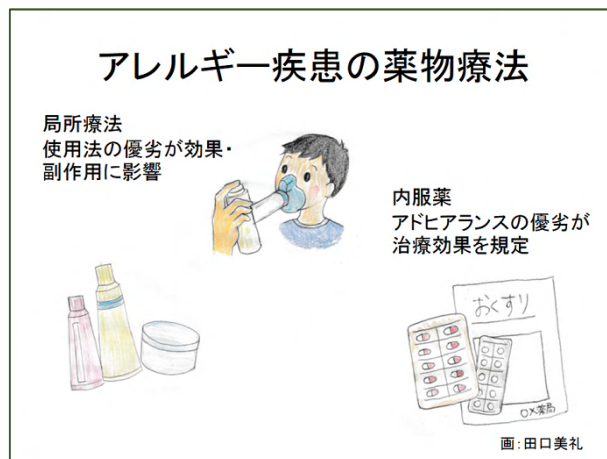 アレルギー疾患の薬物療法
局所療法
使用法の優劣が効果・
副作用に影響
内服薬
アドヒアランスの優劣が
治療効果を規定
おくすり
○×薬局
画：田口美礼